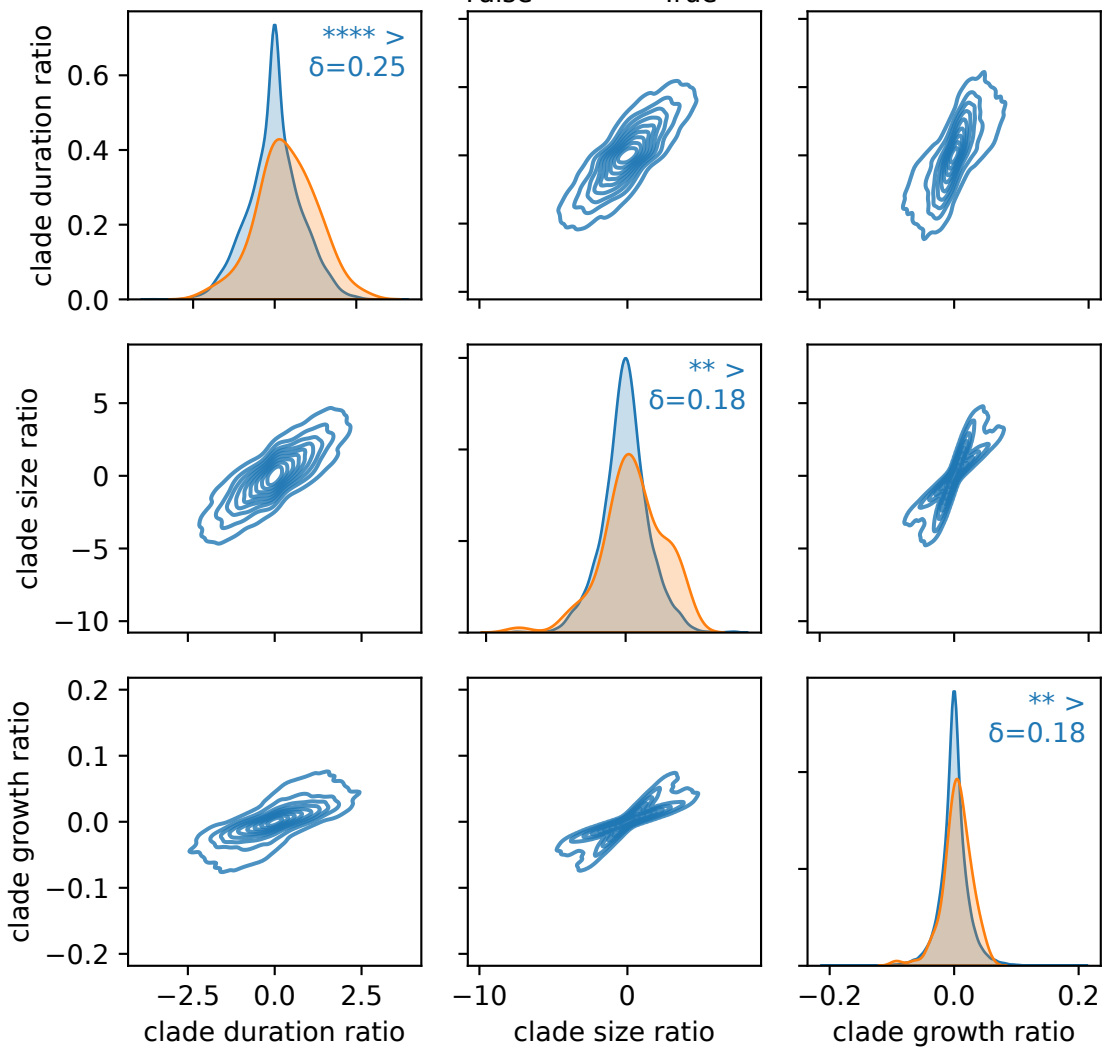 False True
clade duration ratio
0.6
0.4
0.2
0.0
**** >
δ=0.25
clade size ratio
5
0
−5
−10
** >
δ=0.18
clade growth ratio
0.2
0.1
0.0
−0.1
−0.2
** >
δ=0.18
−2.5 0.0 2.5
−10 0
−0.2 0.0 0.2
clade duration ratio
clade size ratio
clade growth ratio